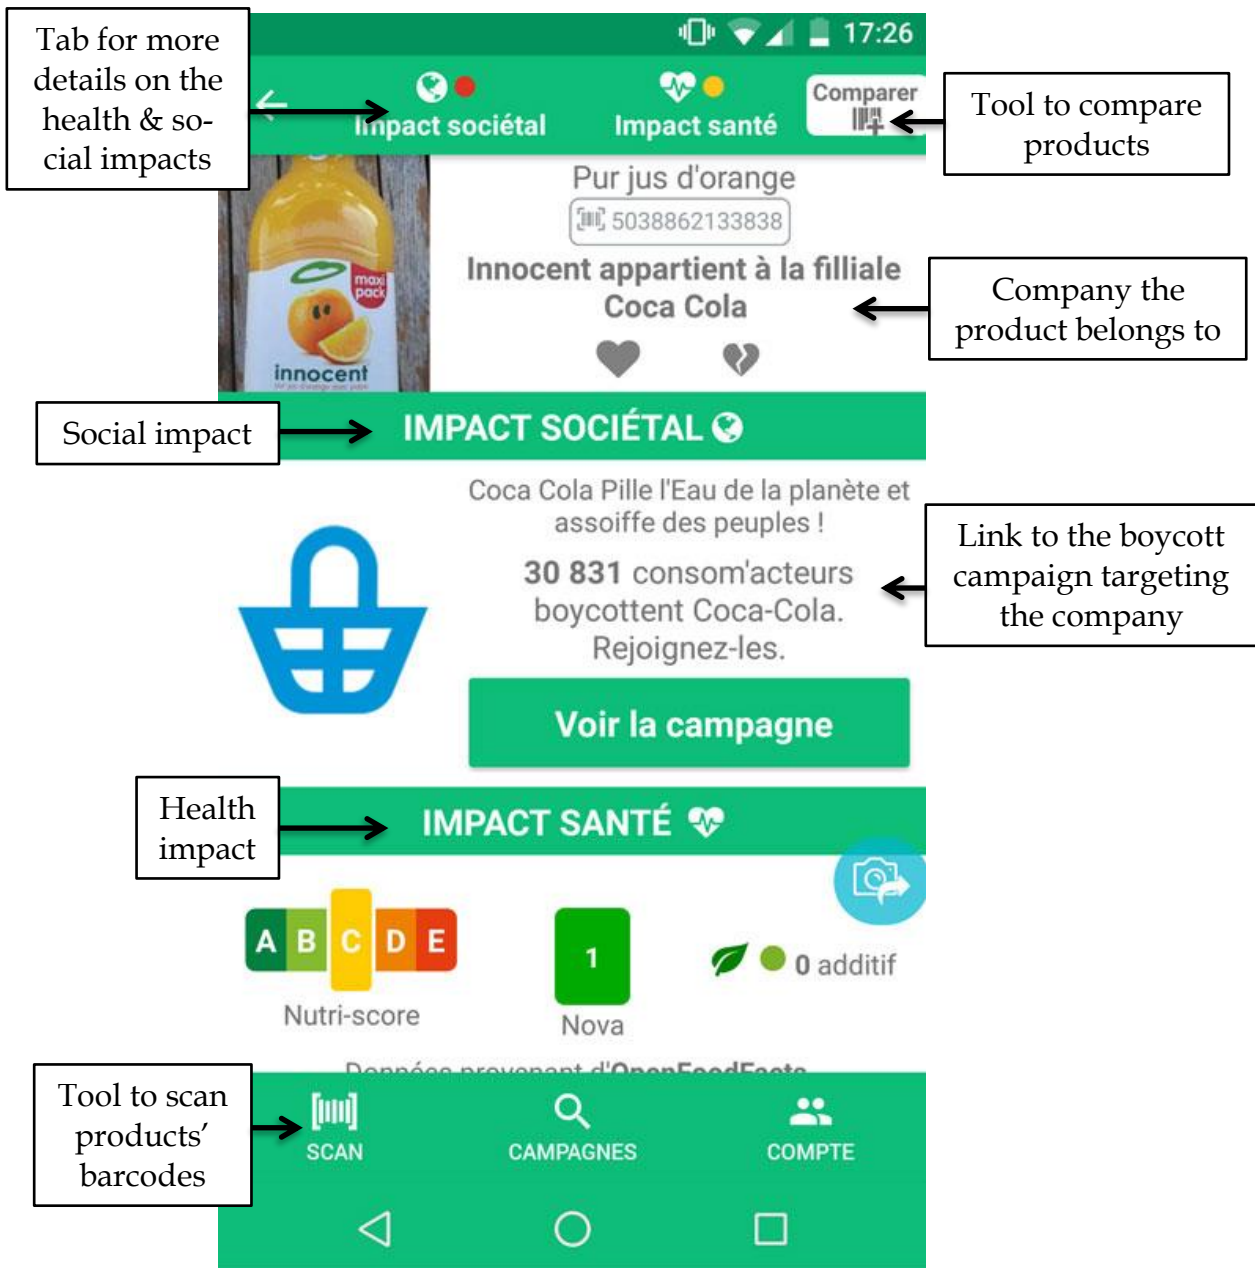 Tab for more
details on the
health & so-
cial impacts
17:26
Impact sociétal
Impact santé
Comparer
Tool to compare
products
Pur jus d'orange
5038862133838
Innocent appartient à la filliale
Coca Cola
Company the
product belongs to
maxi
pack
innocent
Social impact
IMPACT SOCIÉTAL
Coca Cola Pille l'Eau de la planète et
assoiffe des peuples !
30 831 consom'acteurs
boycottent Coca-Cola.
Rejoignez-les.
Link to the boycott
campaign targeting
the company
Voir la campagne
Health
impact
IMPACT SANTÉ
A B C D E
Nutri-score
1
Nova
0 additif
Données provenant d'OpenFoodFacts
Tool to scan
products'
barcodes
SCAN
CAMPAGNES
COMPTE